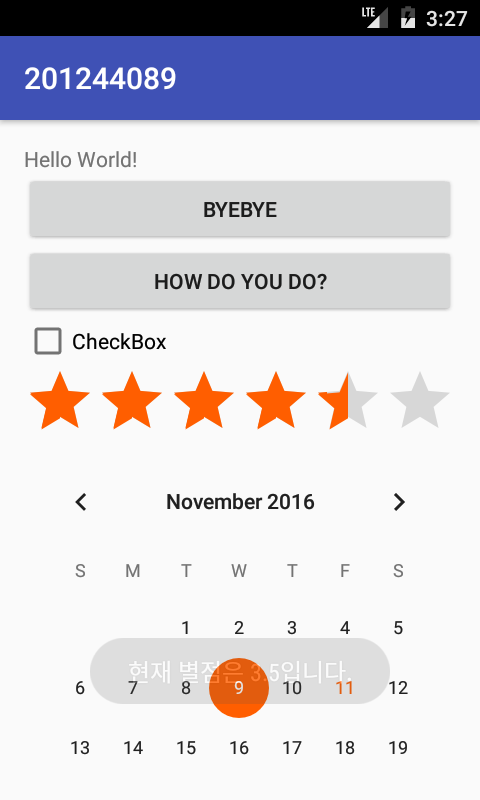 LTE 3:27
201244089
Hello World!
BYEBYE
HOW DO YOU DO?
CheckBox
November 2016
S M T W T F S
1 2 3 4 5
현재 별점은 3.5입니다.
6 7 8 9 10 11 12
13 14 15 16 17 18 19